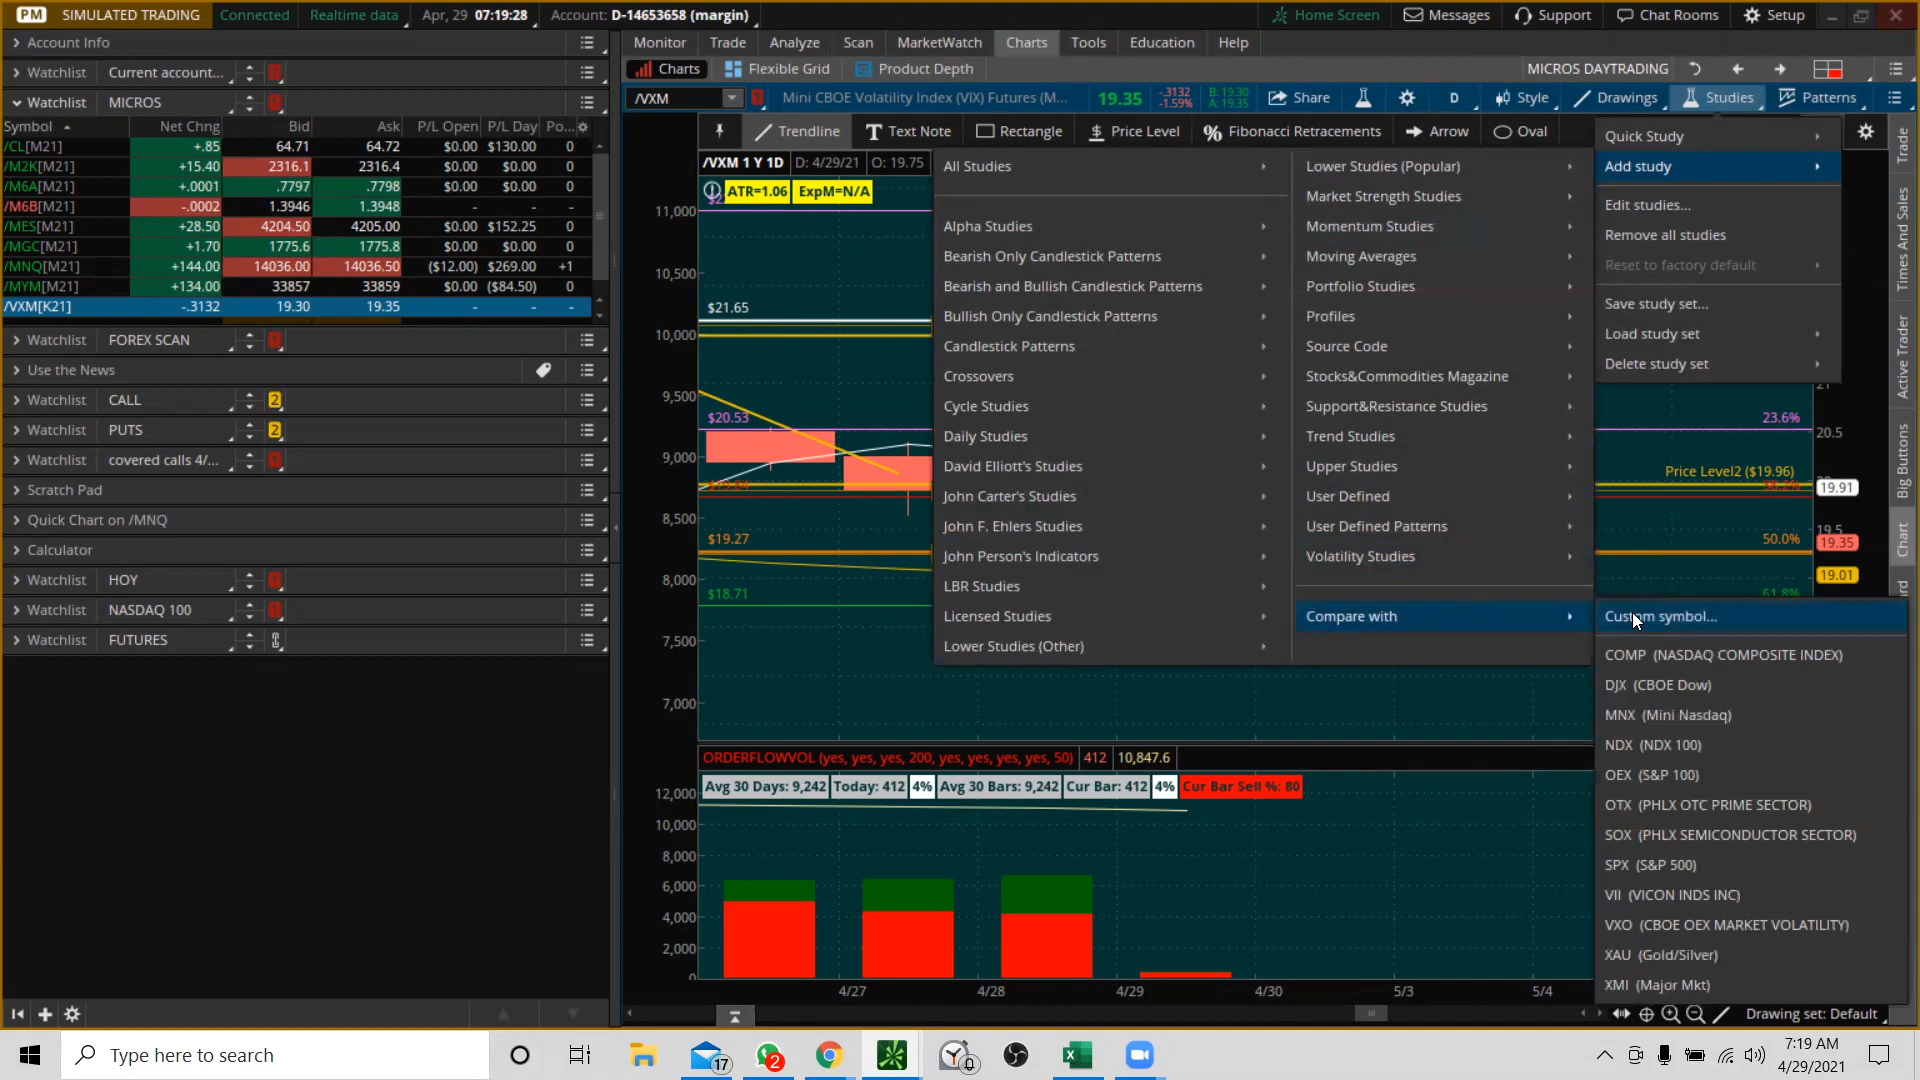 PM SIMULATED TRADING Connected Realtime data Apr, 29 07:19:28 Account: D-14653658 (margin) Home Screen Messages Support Chat Rooms Setup
Account Info
Watchlist Current account...
Watchlist MICROS
Symbol Net Chng Bid Ask P/L Open P/L Day Po...
/CL[M21] +.85 64.71 64.72 $0.00 $130.00 0
/M2K[M21] +15.40 2316.1 2316.4 $0.00 $0.00 0
/M6A[M21] +.0001 .7797 .7798 $0.00 $0.00 0
/M6B[M21] -.0002 1.3946 1.3948 - - -
/MES[M21] +28.50 4204.50 4205.00 $0.00 $152.25 0
/MGC[M21] +1.70 1775.6 1775.8 $0.00 $0.00 0
/MNQ[M21] +144.00 14036.00 14036.50 ($12.00) $269.00 +1
/MYM[M21] +134.00 33857 33859 $0.00 ($84.50) 0
/VXM[K21] -.3132 19.30 19.35 - - -
Watchlist FOREX SCAN
Use the News
Watchlist CALL 2
Watchlist PUTS 2
Watchlist covered calls 4/...
Scratch Pad
Quick Chart on /MNQ
Calculator
Watchlist HOY
Watchlist NASDAQ 100
Watchlist FUTURES
Monitor Trade Analyze Scan MarketWatch Charts Tools Education Help
Charts Flexible Grid Product Depth MICROS DAYTRADING
/VXM Mini CBOE Volatility Index (VIX) Futures (M... 19.35 -.3132 -1.59% B: 19.30 A: 19.35 Share D Style Drawings Studies Patterns
Trendline Text Note Rectangle Price Level Fibonacci Retracements Arrow Oval
/VXM 1 Y 1D D: 4/29/21 O: 19.75
ATR=1.06 ExpM=N/A
11,000
10,500
$21.65
10,000
9,500
$20.53
9,000
8,500
$19.27
8,000
$18.71
7,500
7,000
All Studies
Alpha Studies
Bearish Only Candlestick Patterns
Bearish and Bullish Candlestick Patterns
Bullish Only Candlestick Patterns
Candlestick Patterns
Crossovers
Cycle Studies
Daily Studies
David Elliott's Studies
John Carter's Studies
John F. Ehlers Studies
John Person's Indicators
LBR Studies
Licensed Studies
Lower Studies (Other)
Lower Studies (Popular)
Market Strength Studies
Momentum Studies
Moving Averages
Portfolio Studies
Profiles
Source Code
Stocks&Commodities Magazine
Support&Resistance Studies
Trend Studies
Upper Studies
User Defined
User Defined Patterns
Volatility Studies
Compare with
Quick Study
Add study
Edit studies...
Remove all studies
Reset to factory default
Save study set...
Load study set
Delete study set
21
23.6%
20.5
Price Level2 ($19.96)
19.91
19.5
50.0%
19.35
19.01
61.8%
Custom symbol...
COMP (NASDAQ COMPOSITE INDEX)
DJX (CBOE Dow)
MNX (Mini Nasdaq)
NDX (NDX 100)
OEX (S&P 100)
OTX (PHLX OTC PRIME SECTOR)
SOX (PHLX SEMICONDUCTOR SECTOR)
SPX (S&P 500)
VII (VICON INDS INC)
VXO (CBOE OEX MARKET VOLATILITY)
XAU (Gold/Silver)
XMI (Major Mkt)
Trade
Times And Sales
Active Trader
Big Buttons
Chart
ORDERFLOWVOL (yes, yes, yes, 200, yes, yes, yes, yes, 50) 412 10,847.6
Avg 30 Days: 9,242 Today: 412 4% Avg 30 Bars: 9,242 Cur Bar: 412 4% Cur Bar Sell %: 80
12,000
10,000
8,000
6,000
4,000
2,000
0
4/27 4/28 4/29 4/30 5/3 5/4
Drawing set: Default
Type here to search 17 2 0 7:19 AM
4/29/2021